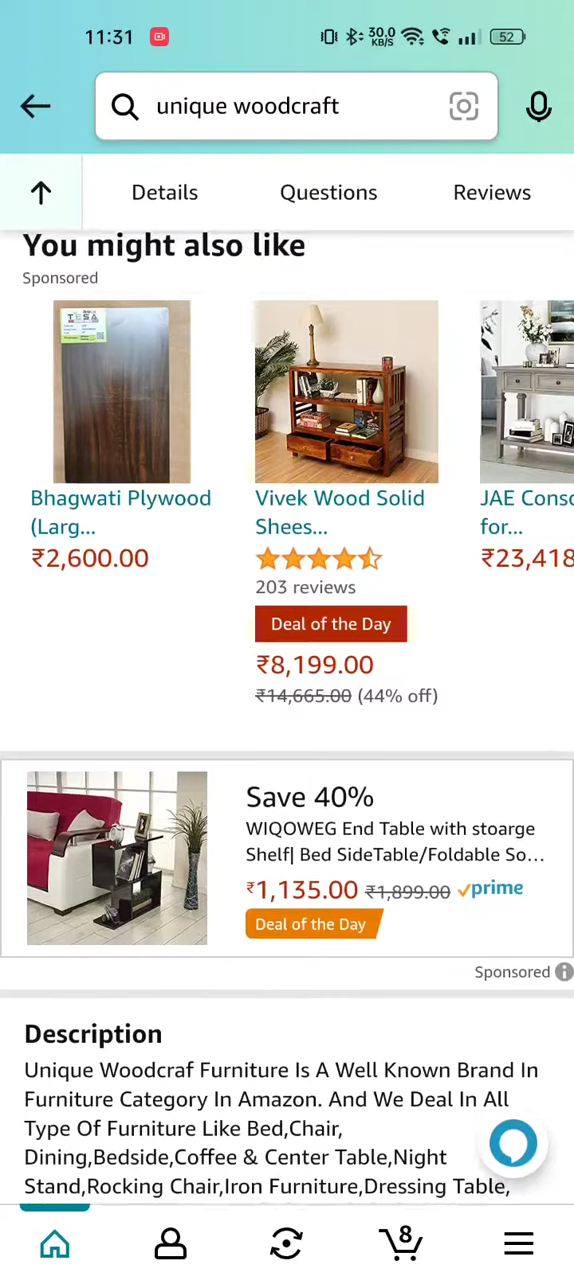 11:31
30.0
KB/S
52
unique woodcraft
Details
Questions
Reviews
You might also like
Sponsored
TESA
Bhagwati Plywood
(Larg...
₹2,600.00
Vivek Wood Solid
Shees...
203 reviews
Deal of the Day
₹8,199.00
₹14,665.00 (44% off)
JAE Conso
for...
₹23,418
Save 40%
WIQOWEG End Table with stoarge
Shelf| Bed SideTable/Foldable So...
₹1,135.00 ₹1,899.00 prime
Deal of the Day
Sponsored
Description
Unique Woodcraf Furniture Is A Well Known Brand In
Furniture Category In Amazon. And We Deal In All
Type Of Furniture Like Bed,Chair,
Dining,Bedside,Coffee & Center Table,Night
Stand,Rocking Chair,Iron Furniture,Dressing Table,
8